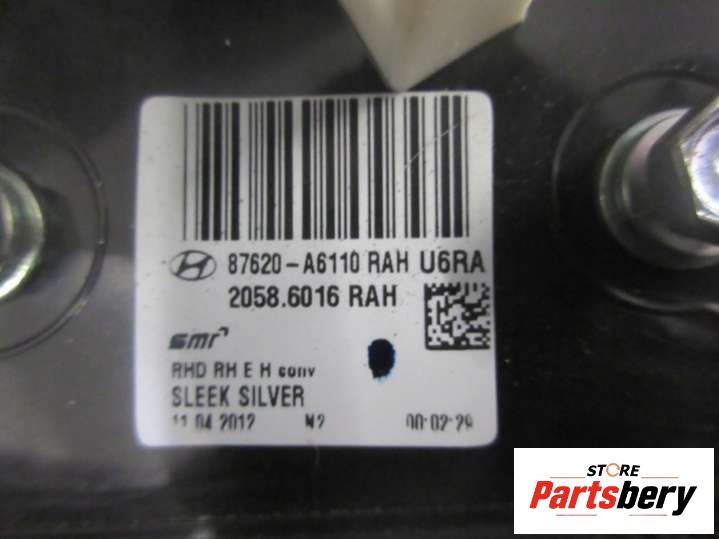 87620-A6110 RAH U6RA
2058.6016 RAH
smr
RHD RH E H conv
SLEEK SILVER
11 04 2012 N2 00:02:29
STORE
Partsbery